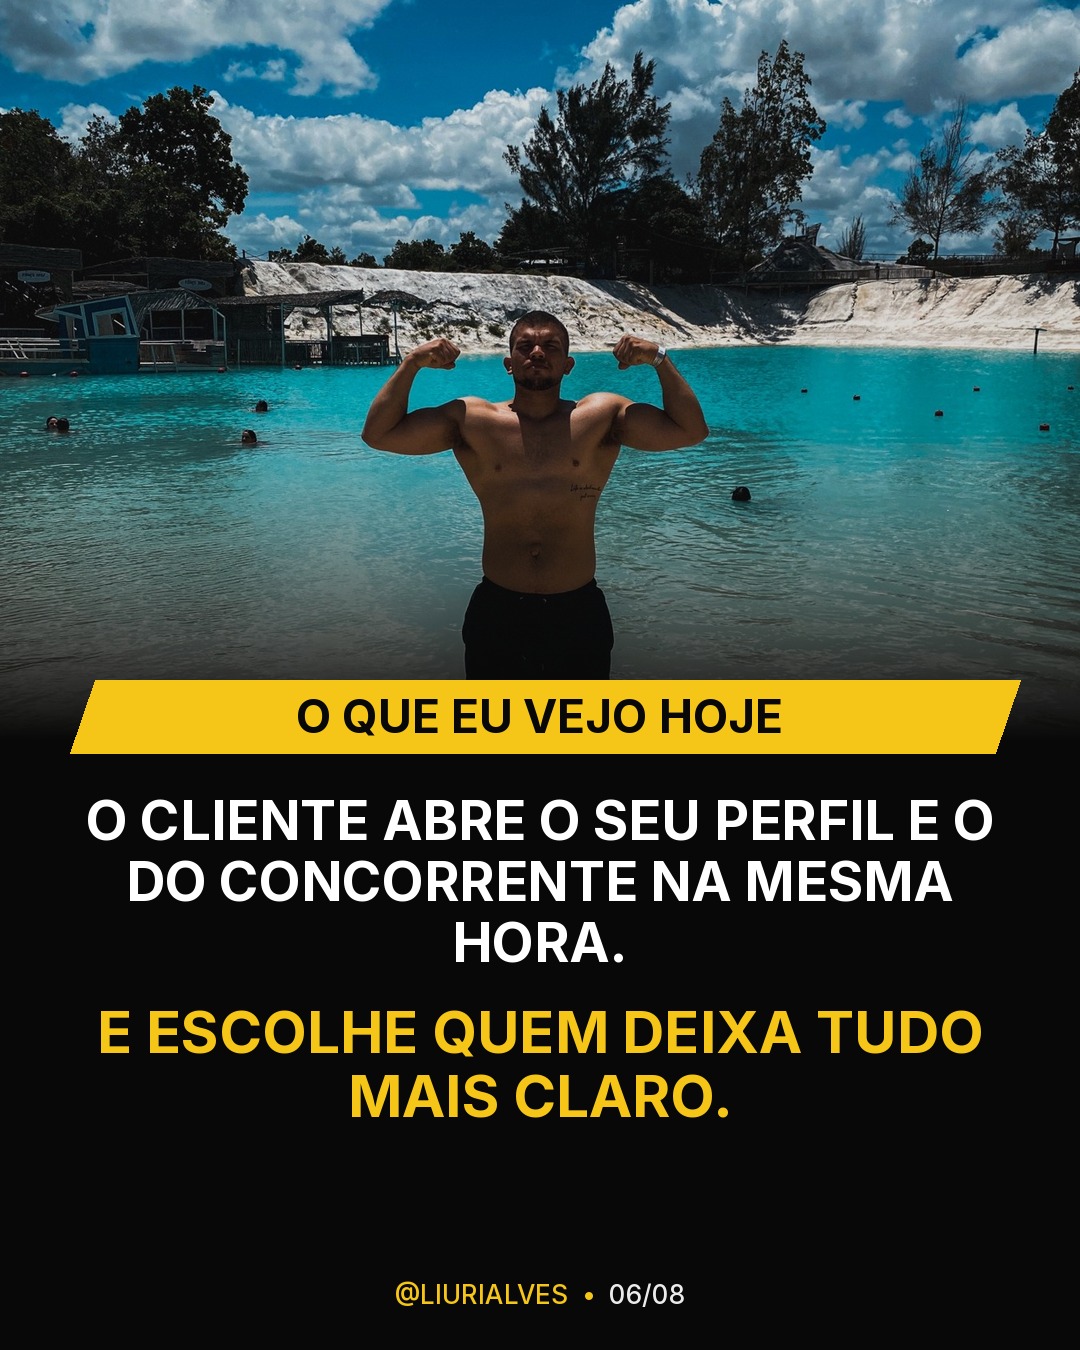 O QUE EU VEJO HOJE
O CLIENTE ABRE O SEU PERFIL E O
DO CONCORRENTE NA MESMA
HORA.
E ESCOLHE QUEM DEIXA TUDO
MAIS CLARO.
@LIURIALVES • 06/08